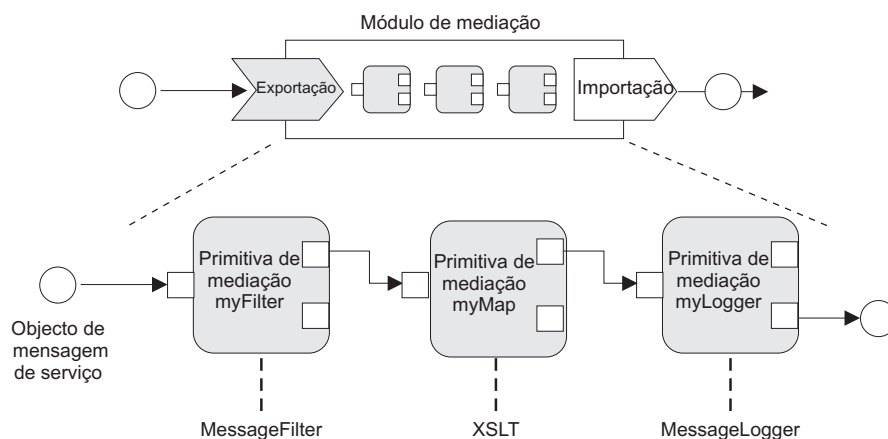 Módulo de mediação
Exportação
Importação
Primitiva de
mediação
myFilter
Primitiva de
mediação
myMap
Primitiva de
mediação
myLogger
Objecto de
mensagem
de serviço
MessageFilter
XSLT
MessageLogger